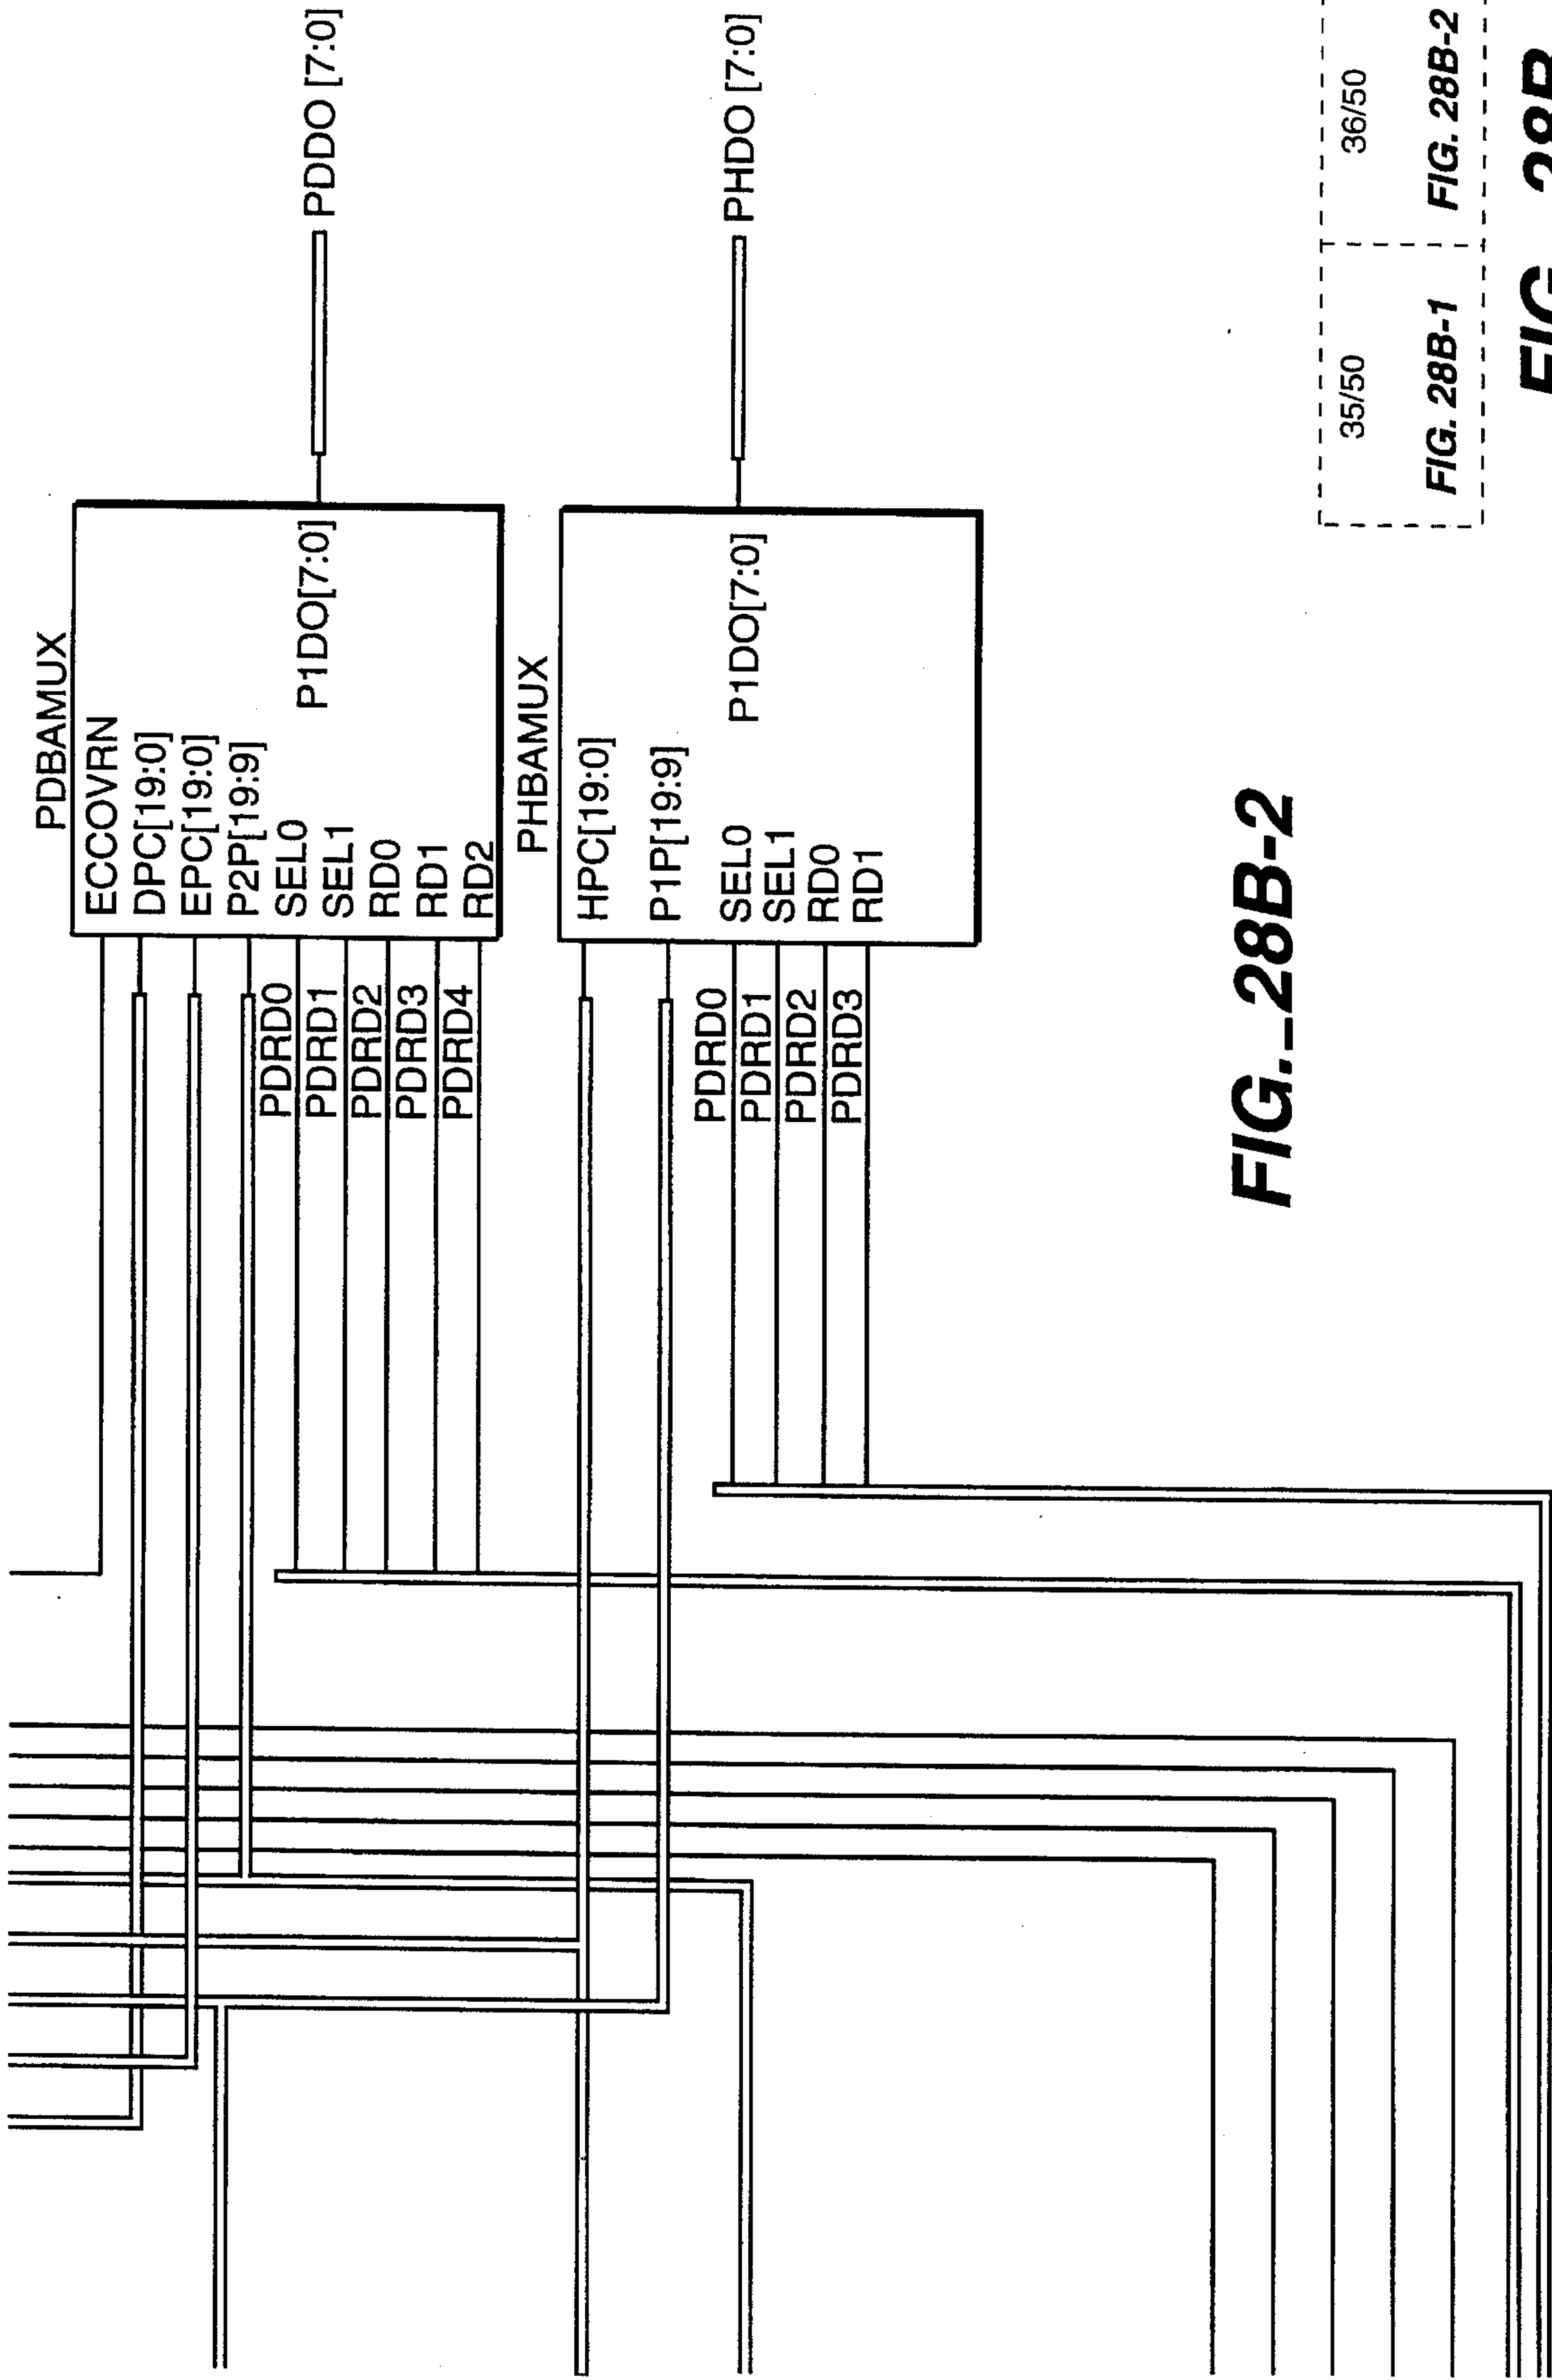 PDBAMUX
ECCOVRN
DPC[19:0]
EPC[19:0]
P2P[19:9]
SEL0
SEL1
RD0
RD1
RD2
P1DO[7:0]
PDDO [7:0]
PDRD0
PDRD1
PDRD2
PDRD3
PDRD4
PHBAMUX
HPC[19:0]
P1P[19:9]
SEL0
SEL1
RD0
RD1
P1DO[7:0]
PHDO [7:0]
PDRD0
PDRD1
PDRD2
PDRD3
FIG._28B-2
35/50
36/50
FIG. 28B-1
FIG. 28B-2
FIG._28B